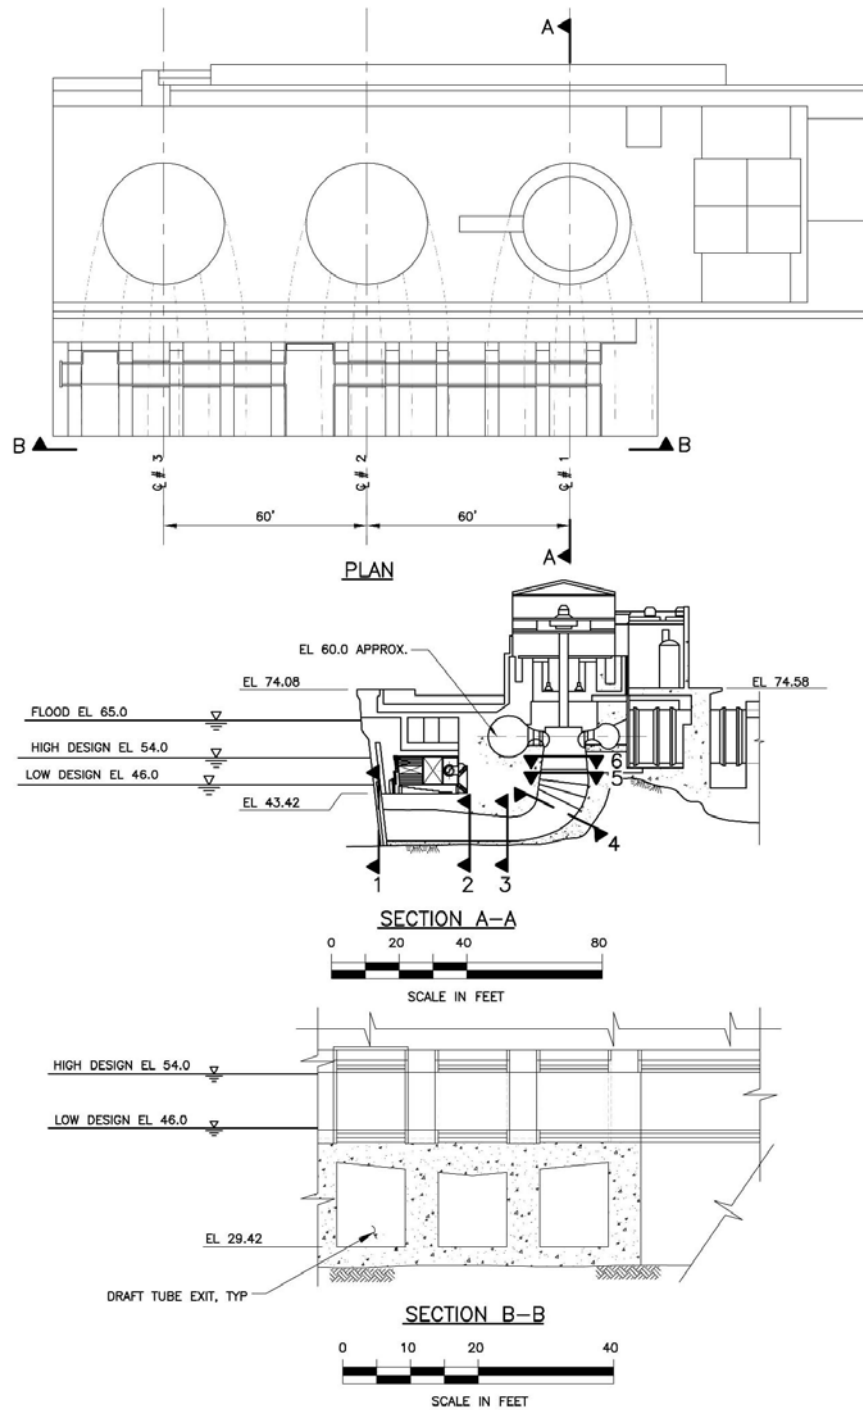 A
B
B
℄# 3
℄# 2
℄# 1
60'
60'
A
PLAN
EL 60.0 APPROX.
EL 74.08
EL 74.58
FLOOD EL 65.0
HIGH DESIGN EL 54.0
LOW DESIGN EL 46.0
6
5
EL 43.42
4
1
2
3
SECTION A-A
0 20 40 80
SCALE IN FEET
HIGH DESIGN EL 54.0
LOW DESIGN EL 46.0
EL 29.42
DRAFT TUBE EXIT, TYP
SECTION B-B
0 10 20 40
SCALE IN FEET